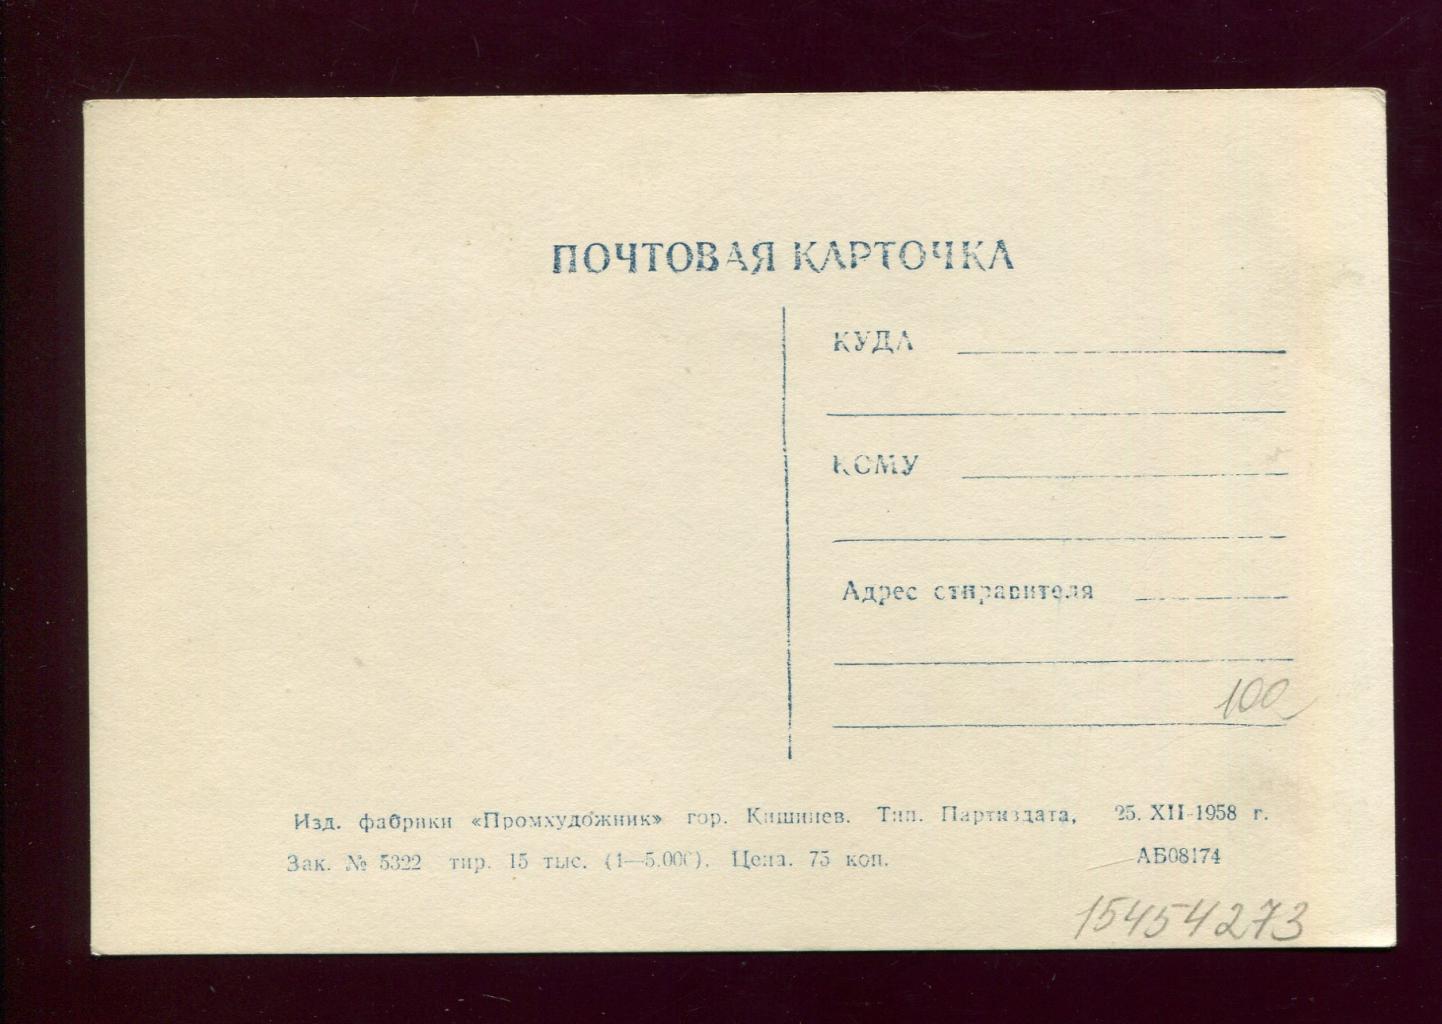 ПОЧТОВАЯ КАРТОЧКА
КУДА
КОМУ
Адрес отправителя
100
Изд. фабрики «Промхудожник» гор. Кишинев. Тип. Партиздата, 25. XII-1958 г.
Зак. № 5322 тир. 15 тыс. (1—5.000). Цена. 75 коп. АБ08174
15454273